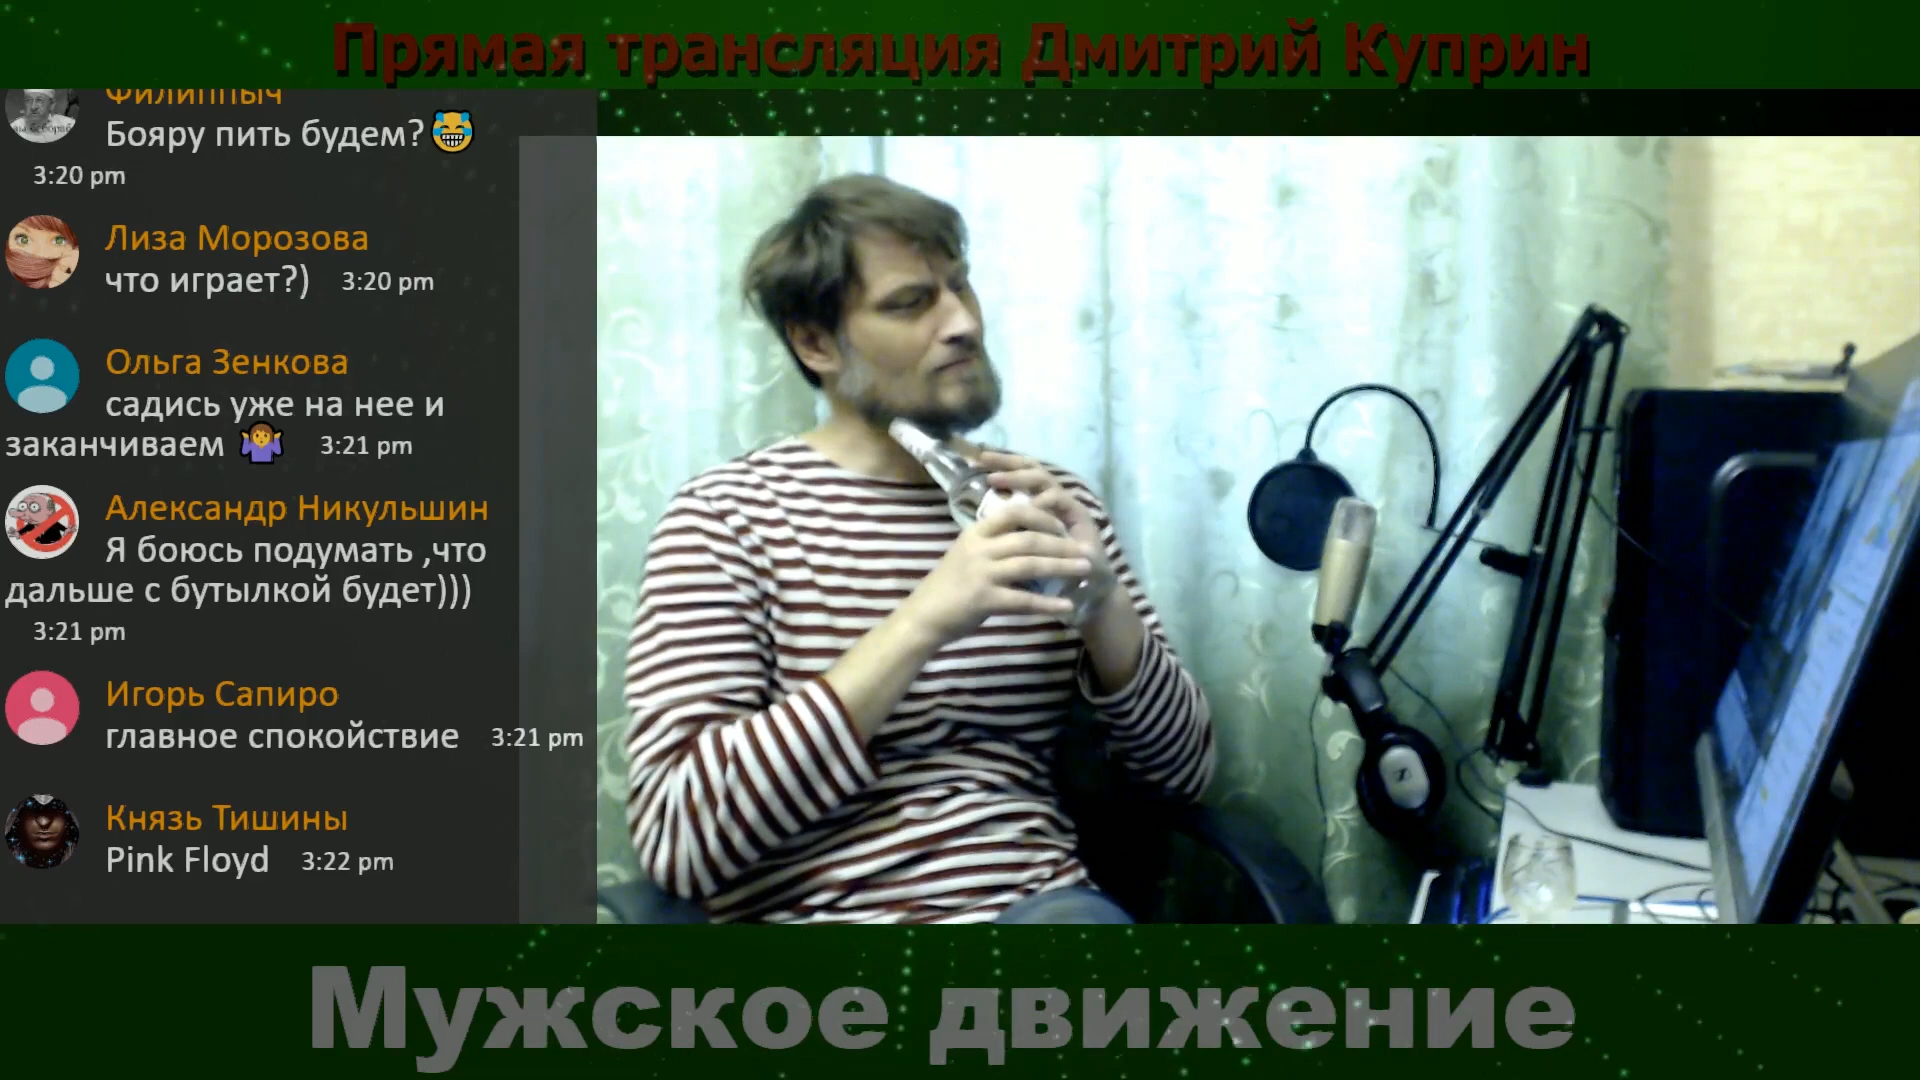 Прямая трансляция Дмитрий Куприн
Филиппыч
Бояру пить будем?
3:20 pm
Лиза Морозова
что играет?) 3:20 pm
Ольга Зенкова
садись уже на нее и
заканчиваем 3:21 pm
Александр Никульшин
Я боюсь подумать ,что
дальше с бутылкой будет)))
3:21 pm
Игорь Сапиро
главное спокойствие 3:21 pm
Князь Тишины
Pink Floyd 3:22 pm
Мужское движение